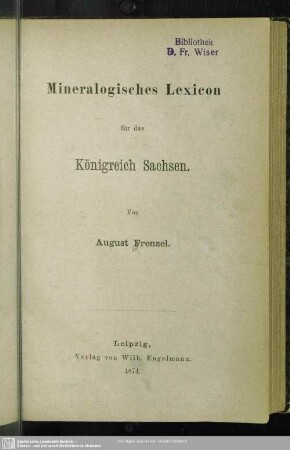 Bibliothek
D. Fr. Wiser
Mineralogisches Lexicon
für das
Königreich Sachsen.
Von
August Frenzel.
Leipzig,
Verlag von Wilh. Engelmann.
1874.